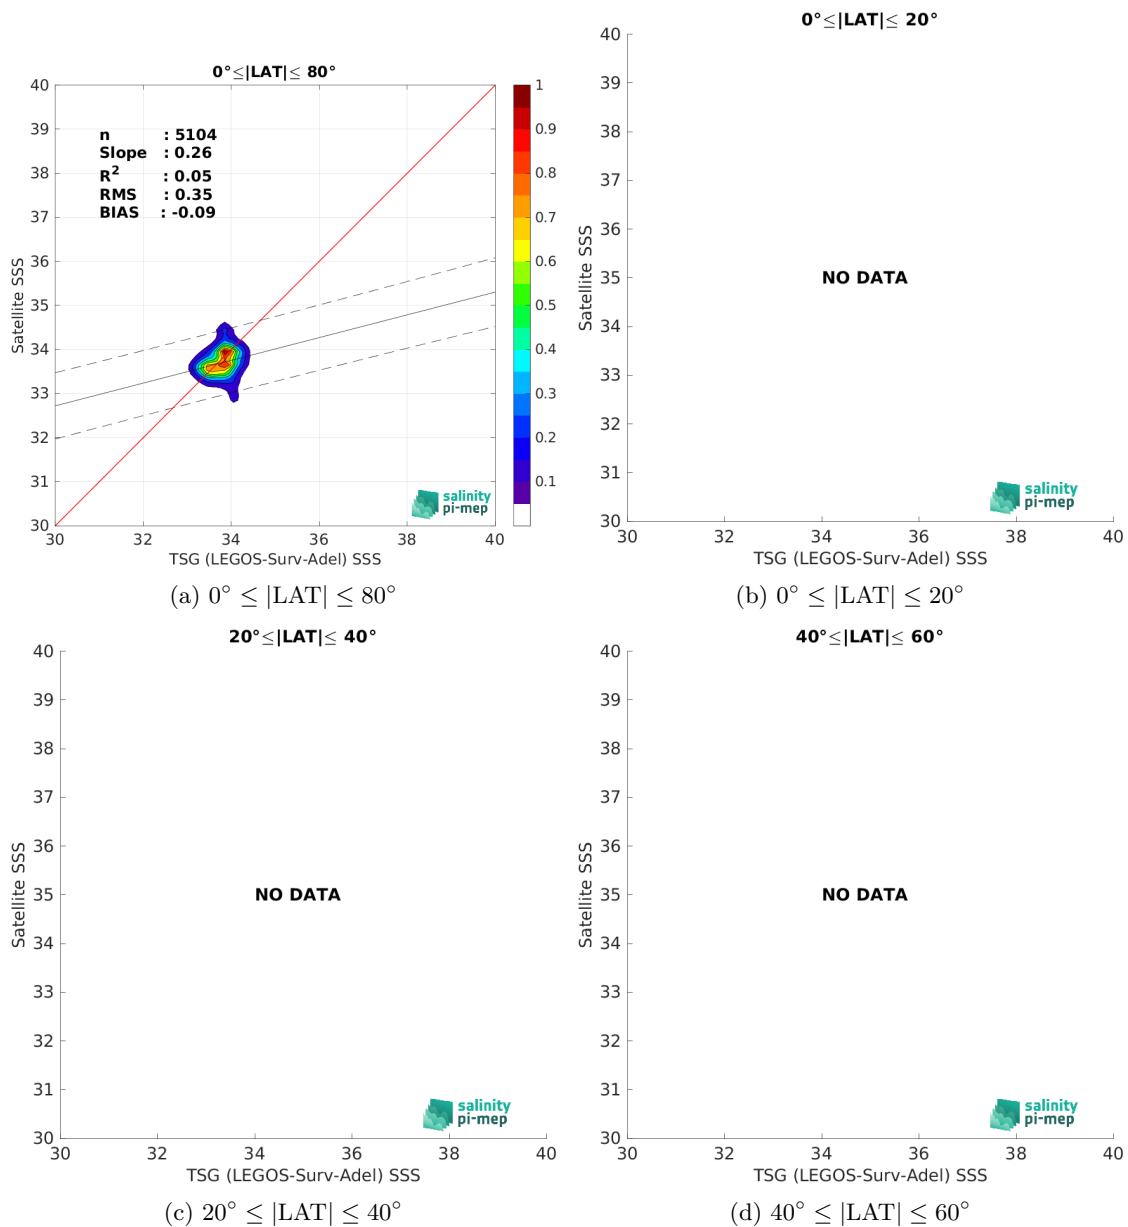 0°≤|LAT|≤ 80°
40
39
38
37
36
35
34
33
32
31
30
Satellite SSS
n : 5104
Slope : 0.26
R² : 0.05
RMS : 0.35
BIAS : -0.09
salinity
pi-mep
30 32 34 36 38 40
TSG (LEGOS-Surv-Adel) SSS
1
0.9
0.8
0.7
0.6
0.5
0.4
0.3
0.2
0.1
(a) 0° ≤ |LAT| ≤ 80°
0°≤|LAT|≤ 20°
40
39
38
37
36
35
34
33
32
31
30
Satellite SSS
NO DATA
salinity
pi-mep
30 32 34 36 38 40
TSG (LEGOS-Surv-Adel) SSS
(b) 0° ≤ |LAT| ≤ 20°
20°≤|LAT|≤ 40°
40
39
38
37
36
35
34
33
32
31
30
Satellite SSS
NO DATA
salinity
pi-mep
30 32 34 36 38 40
TSG (LEGOS-Surv-Adel) SSS
(c) 20° ≤ |LAT| ≤ 40°
40°≤|LAT|≤ 60°
40
39
38
37
36
35
34
33
32
31
30
Satellite SSS
NO DATA
salinity
pi-mep
30 32 34 36 38 40
TSG (LEGOS-Surv-Adel) SSS
(d) 40° ≤ |LAT| ≤ 60°